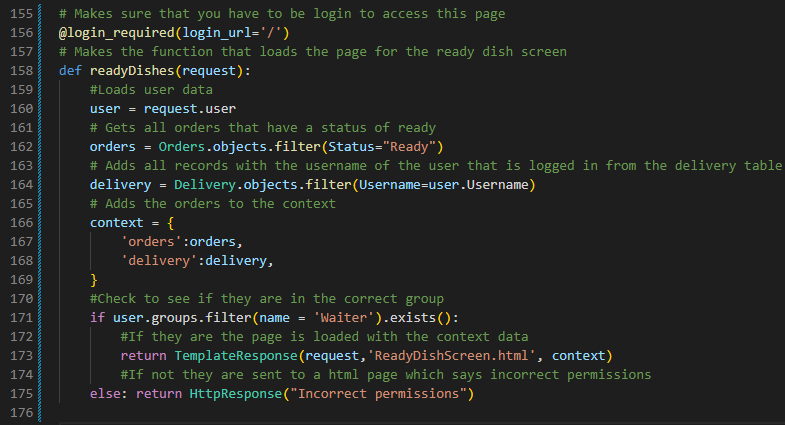 155 # Makes sure that you have to be login to access this page
156 @login_required(login_url='/')
157 # Makes the function that loads the page for the ready dish screen
158 def readyDishes(request):
159     #Loads user data
160     user = request.user
161     # Gets all orders that have a status of ready
162     orders = Orders.objects.filter(Status="Ready")
163     # Adds all records with the username of the user that is logged in from the delivery table
164     delivery = Delivery.objects.filter(Username=user.Username)
165     # Adds the orders to the context
166     context = {
167         'orders':orders,
168         'delivery':delivery,
169     }
170     #Check to see if they are in the correct group
171     if user.groups.filter(name = 'Waiter').exists():
172         #If they are the page is loaded with the context data
173         return TemplateResponse(request,'ReadyDishScreen.html', context)
174         #If not they are sent to a html page which says incorrect permissions
175     else: return HttpResponse("Incorrect permissions")
176